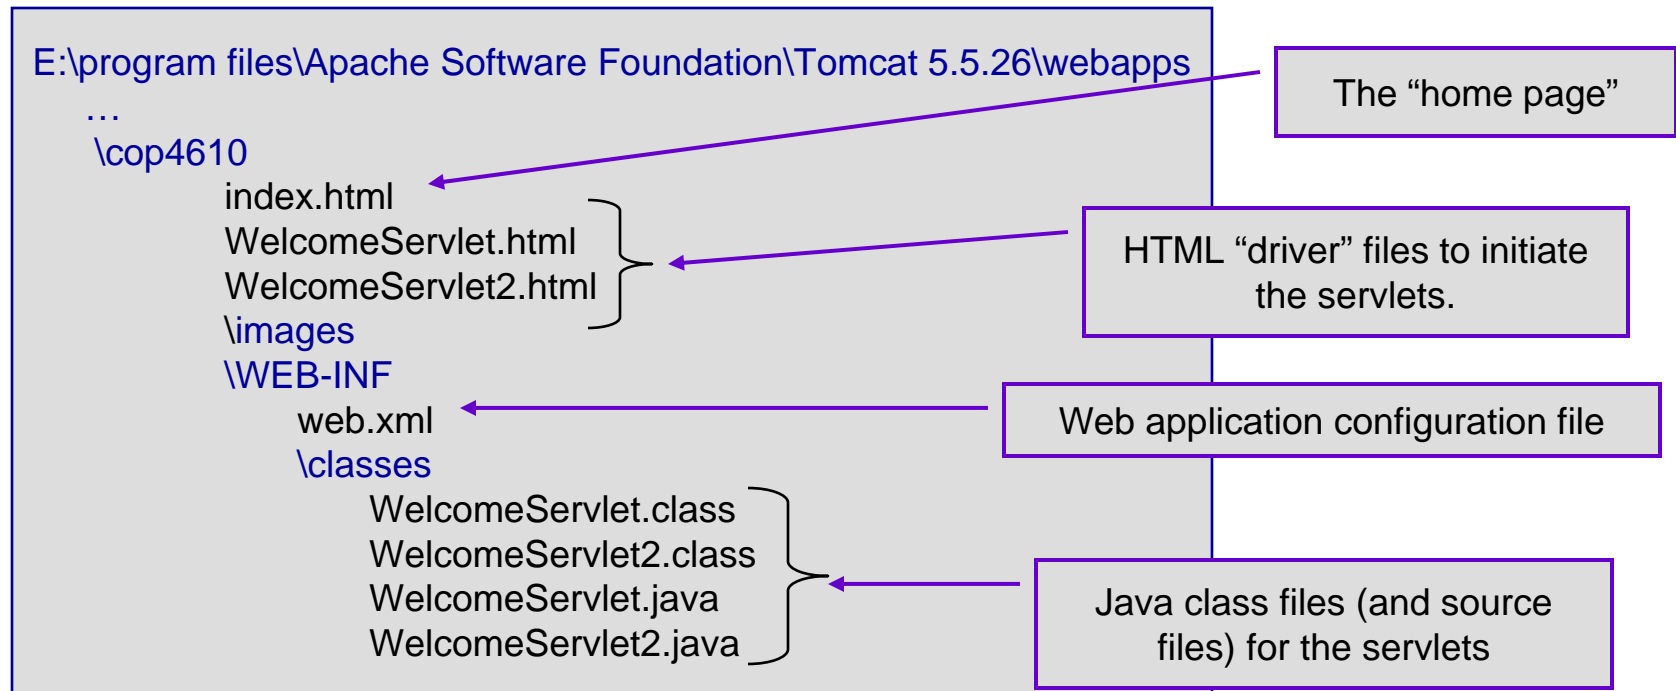 E:\program files\Apache Software Foundation\Tomcat 5.5.26\webapps
…
\cop4610
index.html
WelcomeServlet.html
WelcomeServlet2.html
\images
\WEB-INF
web.xml
\classes
WelcomeServlet.class
WelcomeServlet2.class
WelcomeServlet.java
WelcomeServlet2.java
The “home page”
HTML “driver” files to initiate
the servlets.
Web application configuration file
Java class files (and source
files) for the servlets